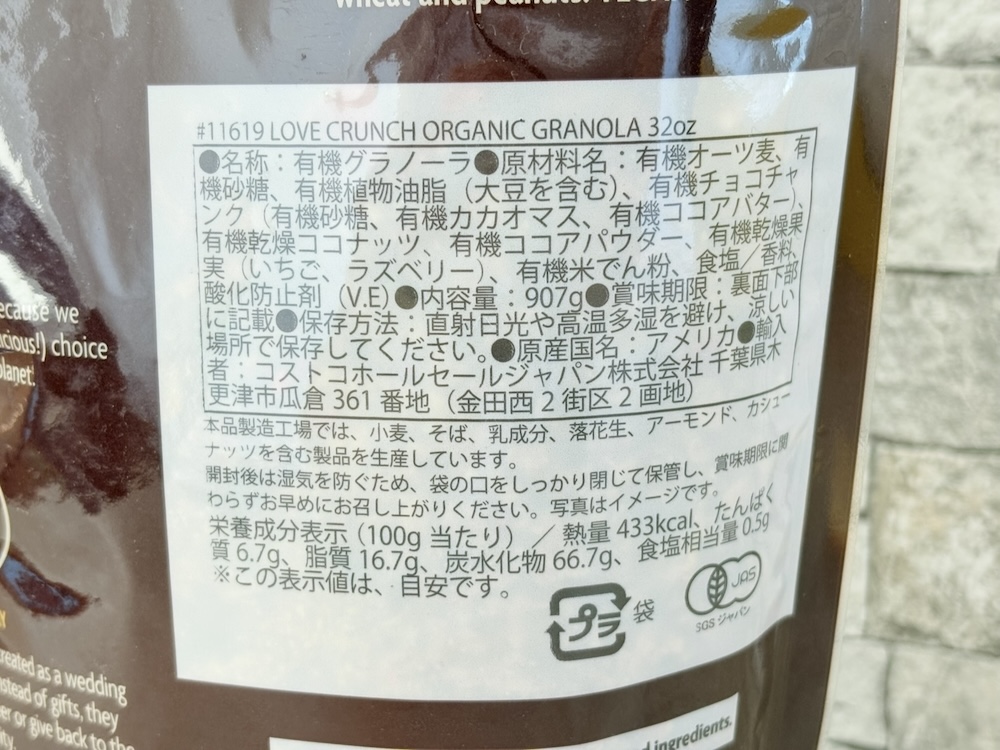 wheat and peanuts.
#11619 LOVE CRUNCH ORGANIC GRANOLA 32oz
●名称：有機グラノーラ●原材料名：有機オーツ麦、有
機砂糖、有機植物油脂（大豆を含む）、有機チョコチャ
ンク（有機砂糖、有機カカオマス、有機ココアバター）、
有機乾燥ココナッツ、有機ココアパウダー、有機乾燥果
実（いちご、ラズベリー）、有機米でん粉、食塩／香料、
酸化防止剤（V.E）●内容量：907g●賞味期限：裏面下部
に記載●保存方法：直射日光や高温多湿を避け、涼しい
場所で保存してください。●原産国名：アメリカ●輸入
者：コストコホールセールジャパン株式会社 千葉県木
更津市瓜倉 361 番地（金田西 2 街区 2 画地）
本品製造工場では、小麦、そば、乳成分、落花生、アーモンド、カシュー
ナッツを含む製品を生産しています。
開封後は湿気を防ぐため、袋の口をしっかり閉じて保管し、賞味期限に関
わらずお早めにお召し上がりください。写真はイメージです。
栄養成分表示（100g 当たり）／ 熱量 433kcal、たんぱく
質 6.7g、脂質 16.7g、炭水化物 66.7g、食塩相当量 0.5g
※この表示値は、目安です。
プラ 袋
JAS
SGS ジャパン
because we
choice
planet.
created as a wedding
instead of gifts, they
or give back to the
ingredients.